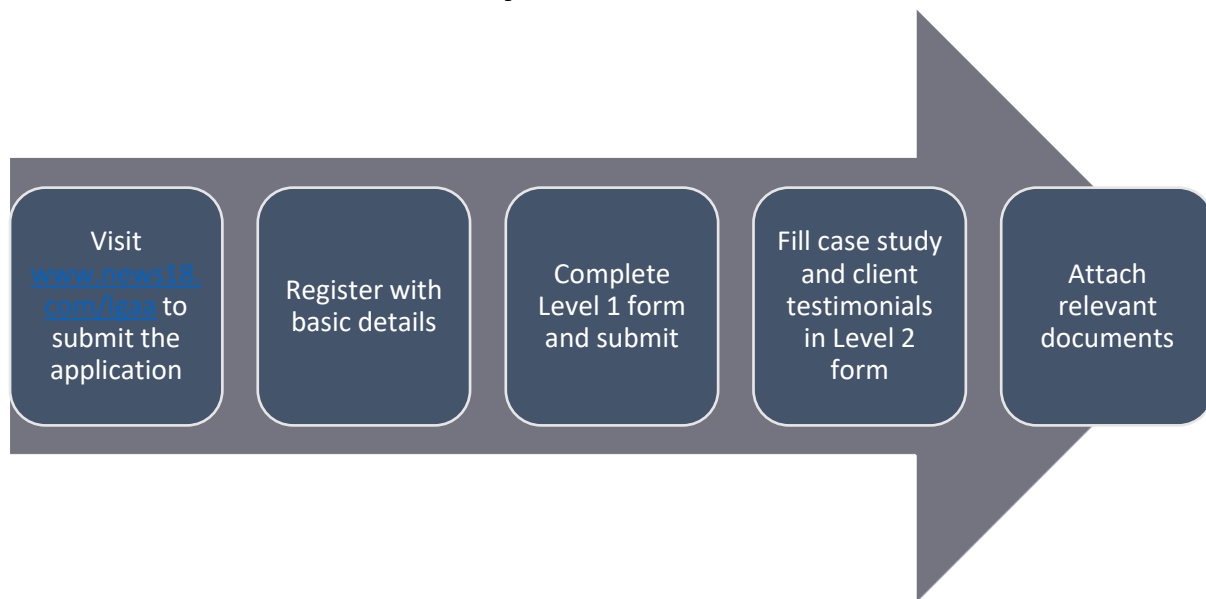 Visit
www.news18.
com/igaa to
submit the
application
Register with
basic details
Complete
Level 1 form
and submit
Fill case study
and client
testimonials
in Level 2
form
Attach
relevant
documents